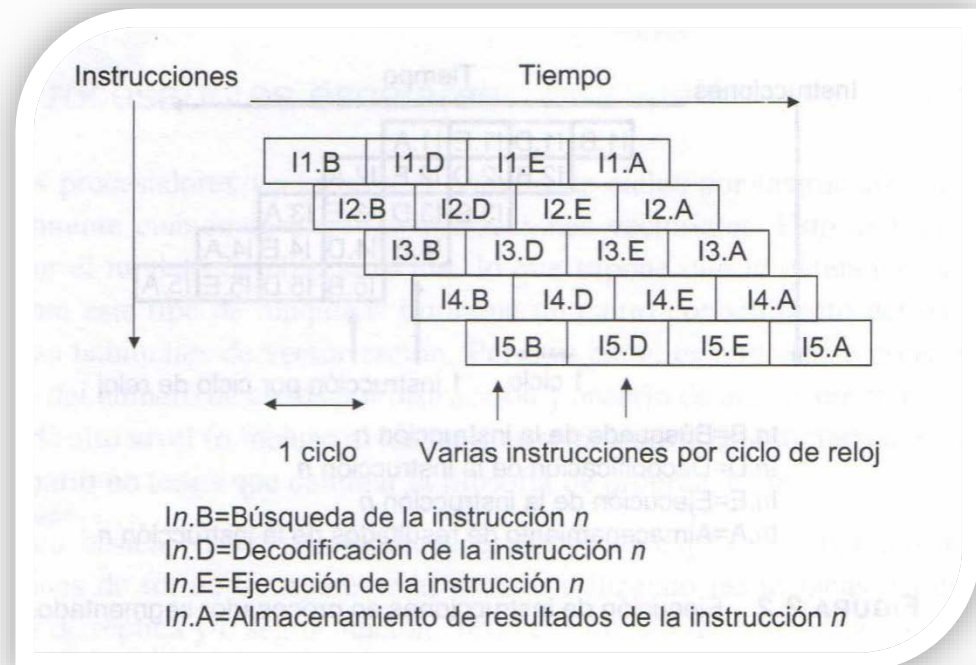 Instrucciones Tiempo
I1.B I1.D I1.E I1.A
I2.B I2.D I2.E I2.A
I3.B I3.D I3.E I3.A
I4.B I4.D I4.E I4.A
I5.B I5.D I5.E I5.A
1 ciclo Varias instrucciones por ciclo de reloj
In.B=Búsqueda de la instrucción n
In.D=Decodificación de la instrucción n
In.E=Ejecución de la instrucción n
In.A=Almacenamiento de resultados de la instrucción n